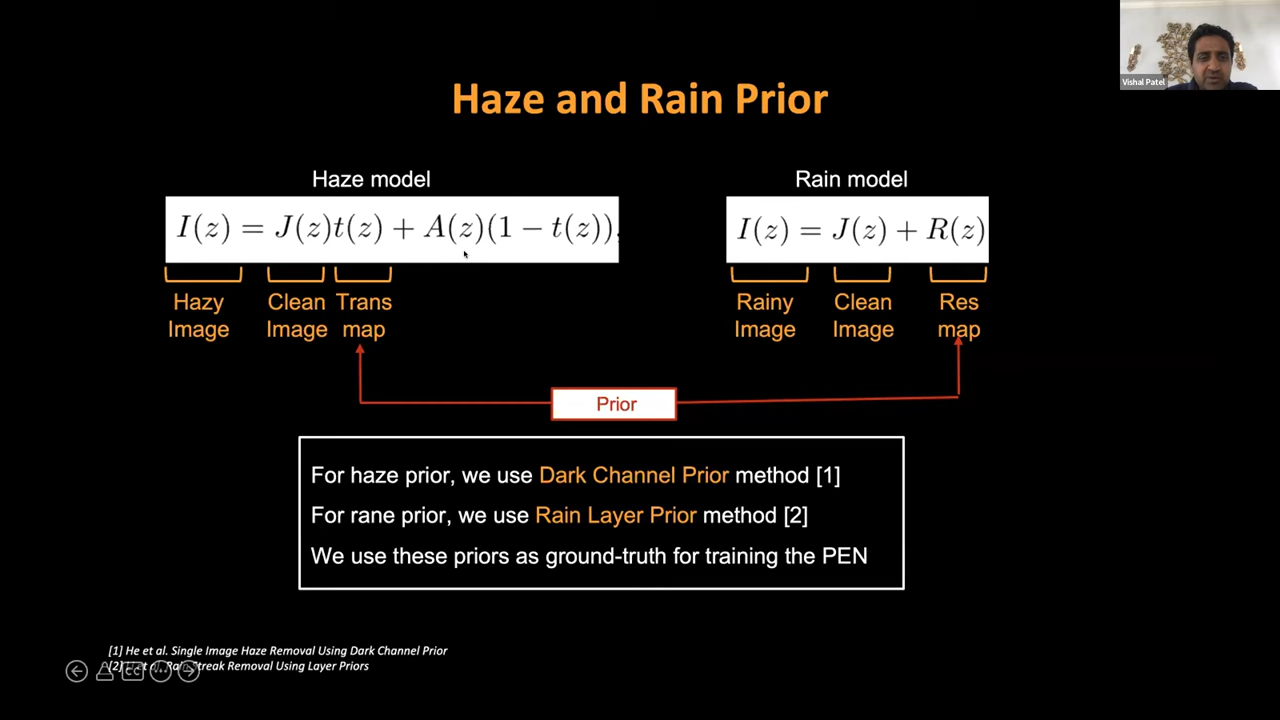 Vishal Patel
Haze and Rain Prior
Haze model
I(z) = J(z)t(z) + A(z)(1 − t(z)),
Hazy Image
Clean Image
Trans map
Rain model
I(z) = J(z) + R(z)
Rainy Image
Clean Image
Res map
Prior
For haze prior, we use Dark Channel Prior method [1]
For rane prior, we use Rain Layer Prior method [2]
We use these priors as ground-truth for training the PEN
[1] He et al. Single Image Haze Removal Using Dark Channel Prior
[2] Streak Removal Using Layer Priors
CC